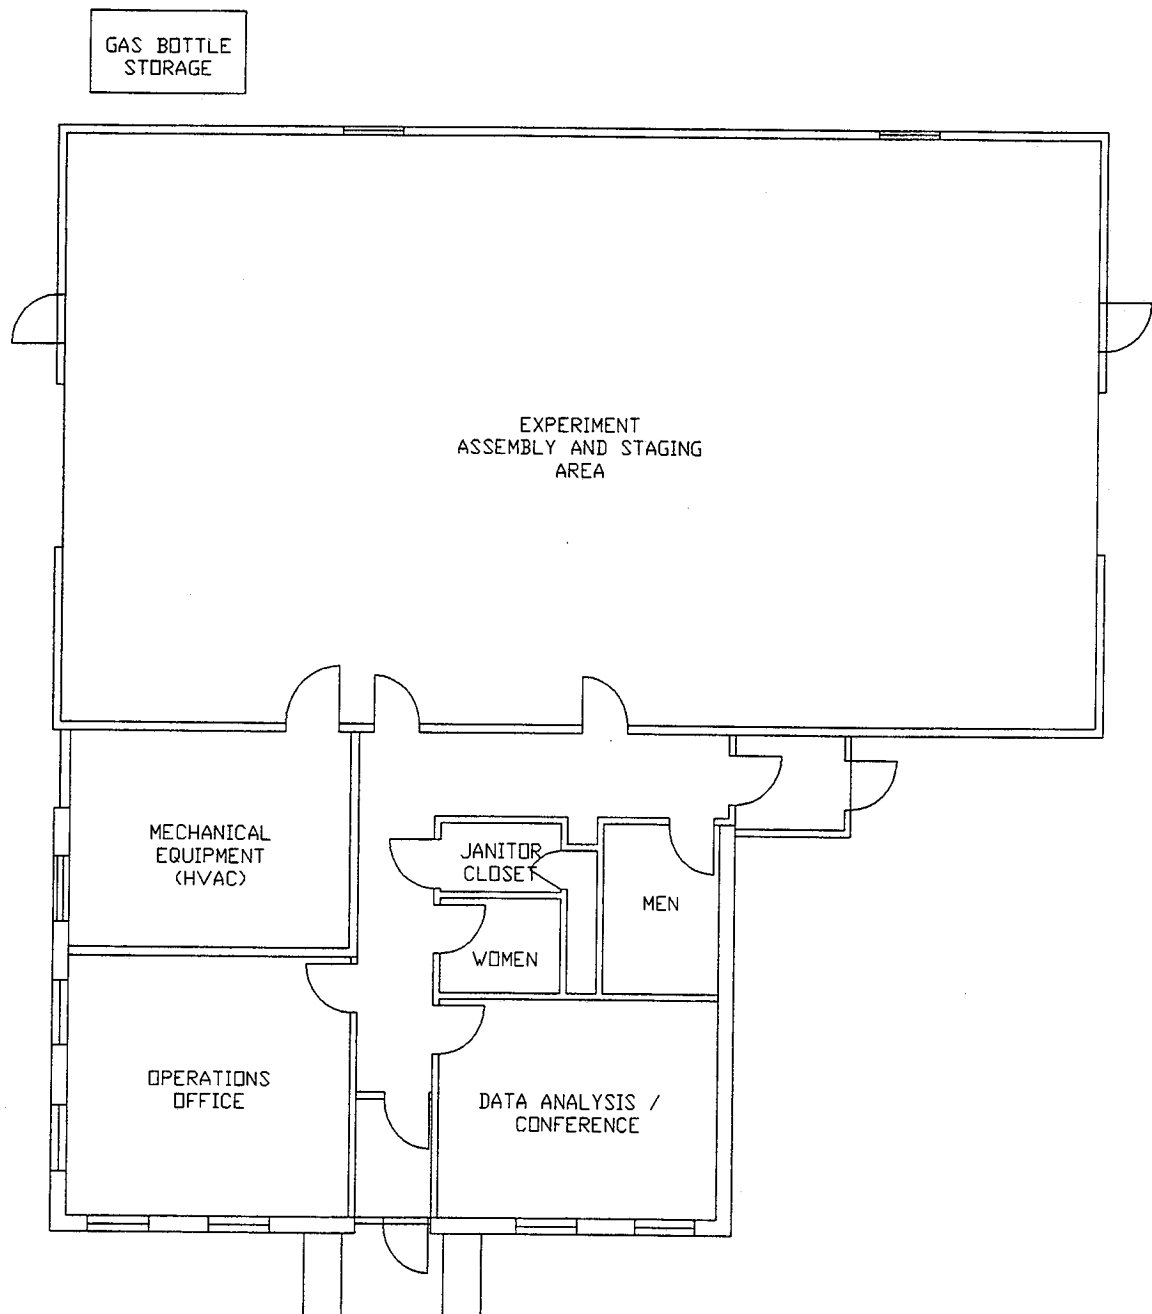 GAS BOTTLE
STORAGE
EXPERIMENT
ASSEMBLY AND STAGING
AREA
MECHANICAL
EQUIPMENT
(HVAC)
JANITOR
CLOSET
MEN
WOMEN
OPERATIONS
OFFICE
DATA ANALYSIS /
CONFERENCE